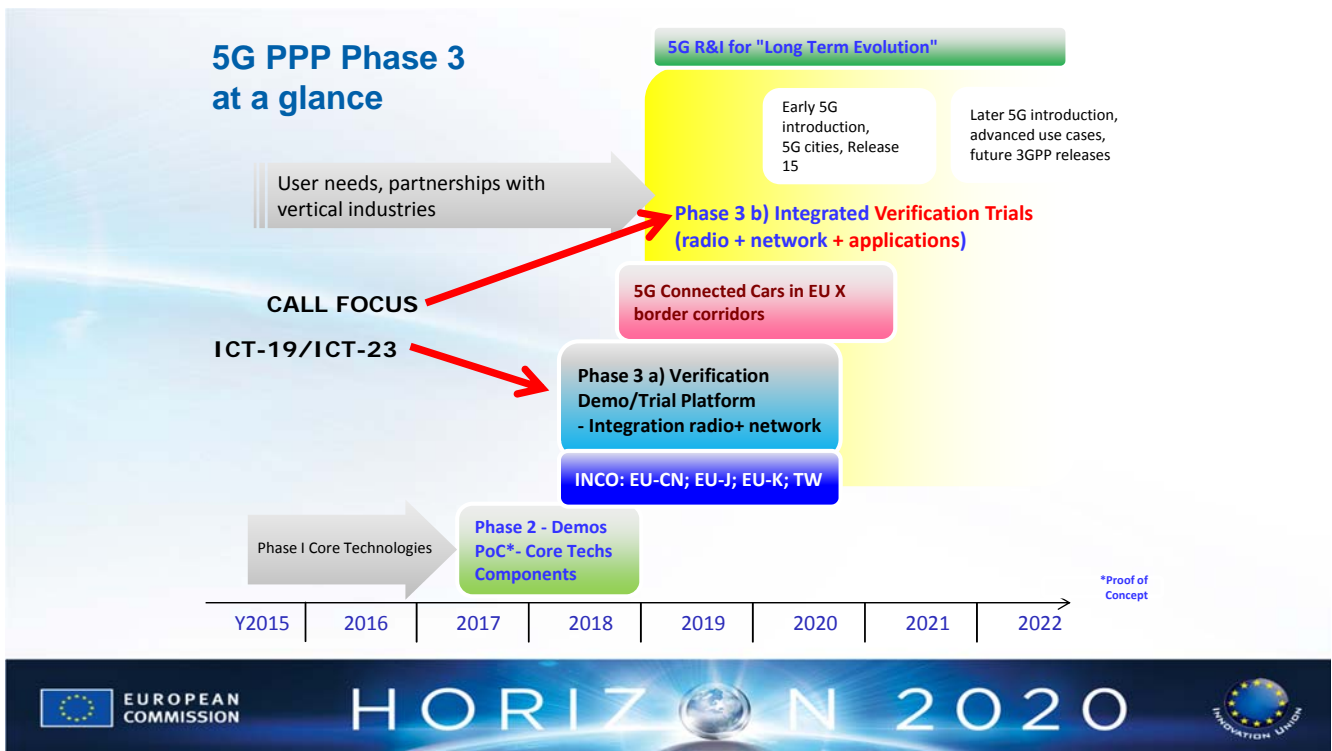 5G PPP Phase 3
at a glance
5G R&I for "Long Term Evolution"
Early 5G
introduction,
5G cities, Release
15
Later 5G introduction,
advanced use cases,
future 3GPP releases
User needs, partnerships with
vertical industries
Phase 3 b) Integrated Verification Trials
(radio + network + applications)
CALL FOCUS
ICT-19/ICT-23
5G Connected Cars in EU X
border corridors
Phase 3 a) Verification
Demo/Trial Platform
- Integration radio+ network
INCO: EU-CN; EU-J; EU-K; TW
Phase I Core Technologies
Phase 2 - Demos
PoC*- Core Techs
Components
*Proof of
Concept
Y2015 2016 2017 2018 2019 2020 2021 2022
EUROPEAN
COMMISSION
HORIZON 2020
INNOVATION UNION